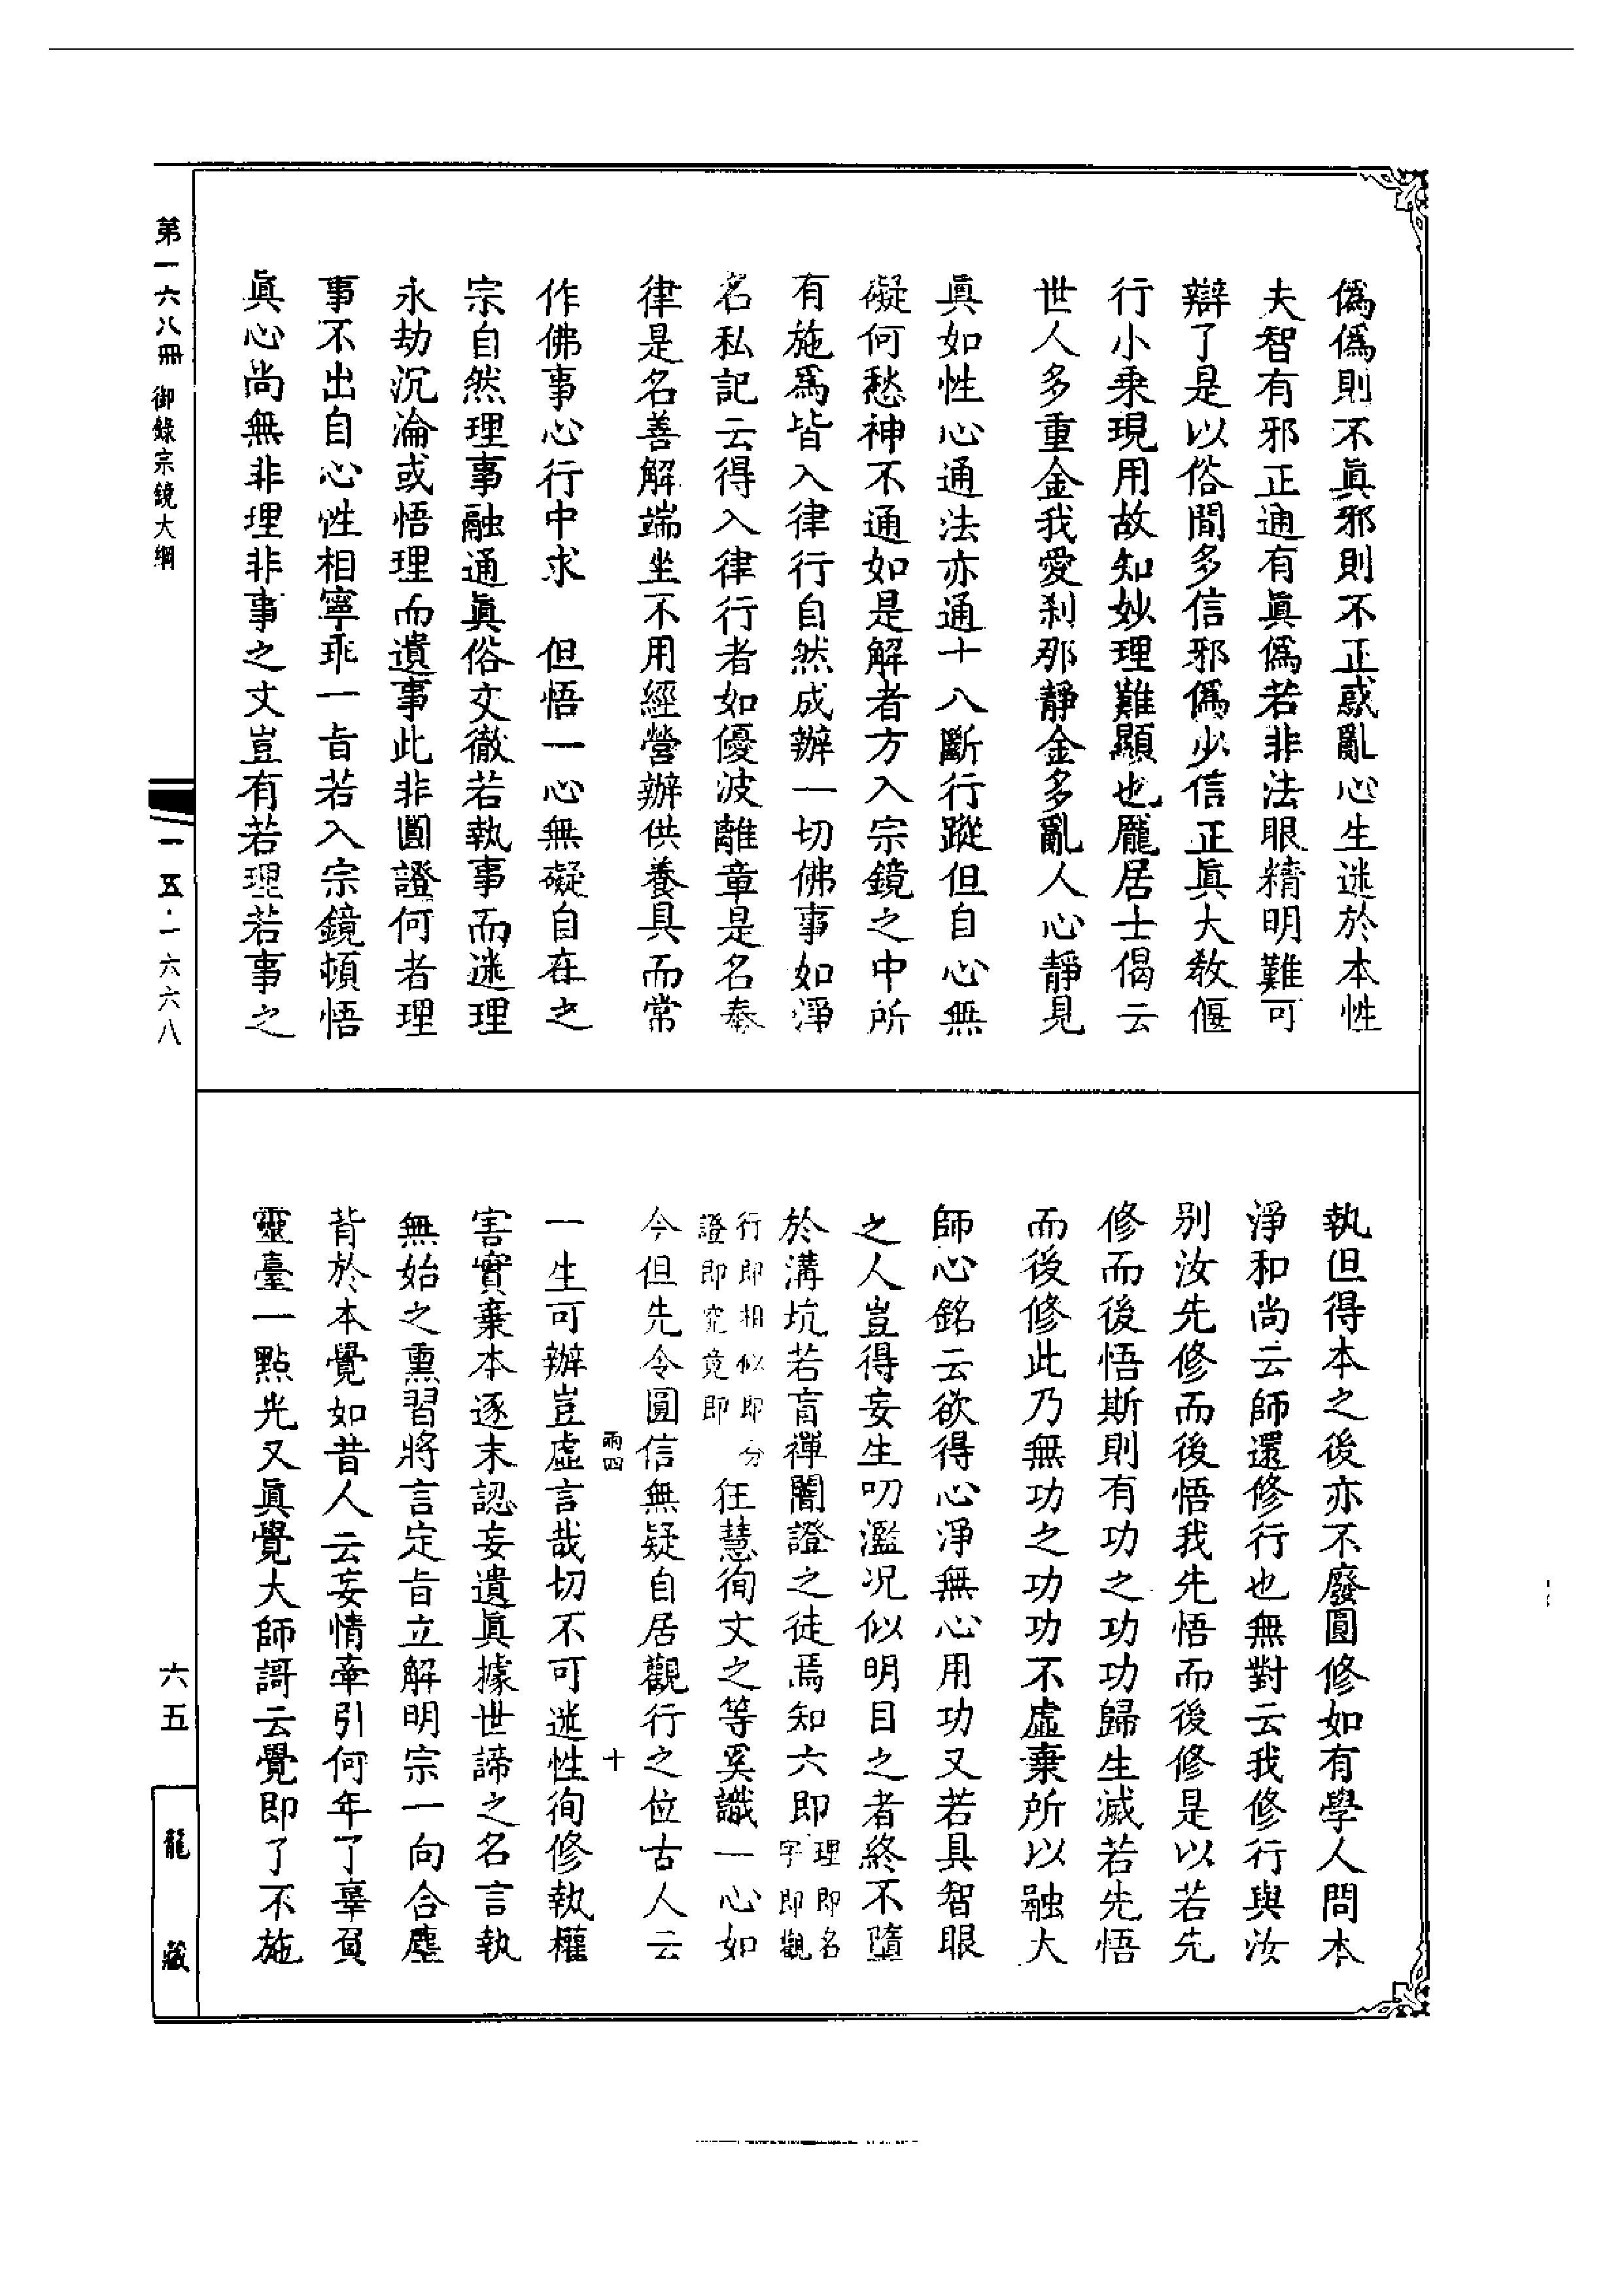 偽偽則不眞邪則不正惑亂心生迷於本性
夫智有邪正通有眞偽若非法眼精明難可
辯了是以俗間多信邪偽少信正眞大教偃
行小乘現用故知妙理難顯也龐居士偈云
世人多重金我愛刹那靜金多亂人心靜見
眞如性心通法亦通十八斷行蹤但自心無
礙何愁神不通如是解者方入宗鏡之中所
有施爲皆入律行自然成辦一切佛事如淨
名私記云得入律行者如優波離章是名奉
律是名善解端坐不用經營辦供養具而常
作佛事心行中求　但悟一心無礙自在之
宗自然理事融通眞俗交徹若執事而迷理
永劫沉淪或悟理而遺事此非圓證何者理
事不出自心性相寧乖一旨若入宗鏡頓悟
眞心尚無非理非事之文豈有若理若事之
執但得本之後亦不廢圓修如有學人問本
淨和尚云師還修行也無對云我修行與汝
别汝先修而後悟我先悟而後修是以若先
修而後悟斯則有功之功功歸生滅若先悟
而後修此乃無功之功功不虛棄所以融大
師心銘云欲得心淨無心用功又若具智眼
之人豈得妄生叨濫况似明目之者終不墮
於溝坑若盲禪闇證之徒焉知六即理即名字即觀
行即相似即分證即究竟即狂慧徇文之等奚識一心如
今但先令圓信無疑自居觀行之位古人云
兩四　十
一生可辦豈虛言哉切不可迷性徇修執權
害實棄本逐末認妄遺眞據世諦之名言執
無始之熏習將言定旨立解明宗一向合塵
背於本覺如昔人云妄情牽引何年了辜負
靈臺一點光又眞覺大師謌云覺即了不施
第一六八冊　御錄宗鏡大綱
一五·一六六八
六五
龍藏